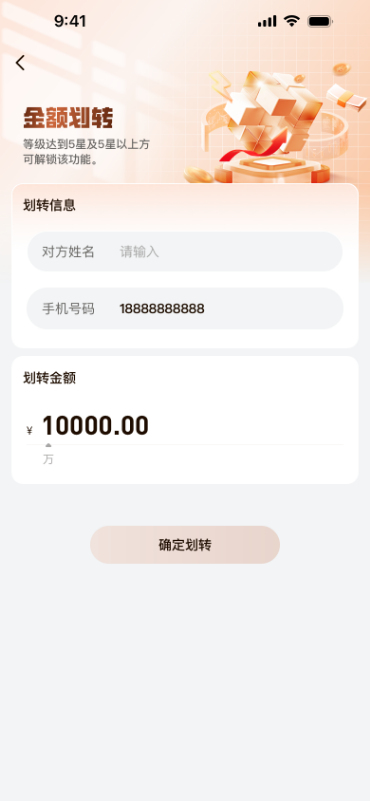 9:41
金额划转
等级达到5星及5星以上方
可解锁该功能。
划转信息
对方姓名 请输入
手机号码 18888888888
划转金额
¥ 10000.00
万
确定划转